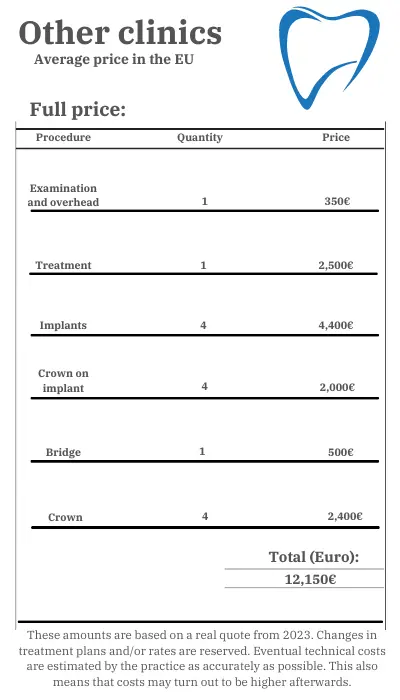 Other clinics
Average price in the EU
Full price:
Procedure Quantity Price
Examination
and overhead 1 350€
Treatment 1 2,500€
Implants 4 4,400€
Crown on
implant 4 2,000€
Bridge 1 500€
Crown 4 2,400€
Total (Euro):
12,150€
These amounts are based on a real quote from 2023. Changes in
treatment plans and/or rates are reserved. Eventual technical costs
are estimated by the practice as accurately as possible. This also
means that costs may turn out to be higher afterwards.